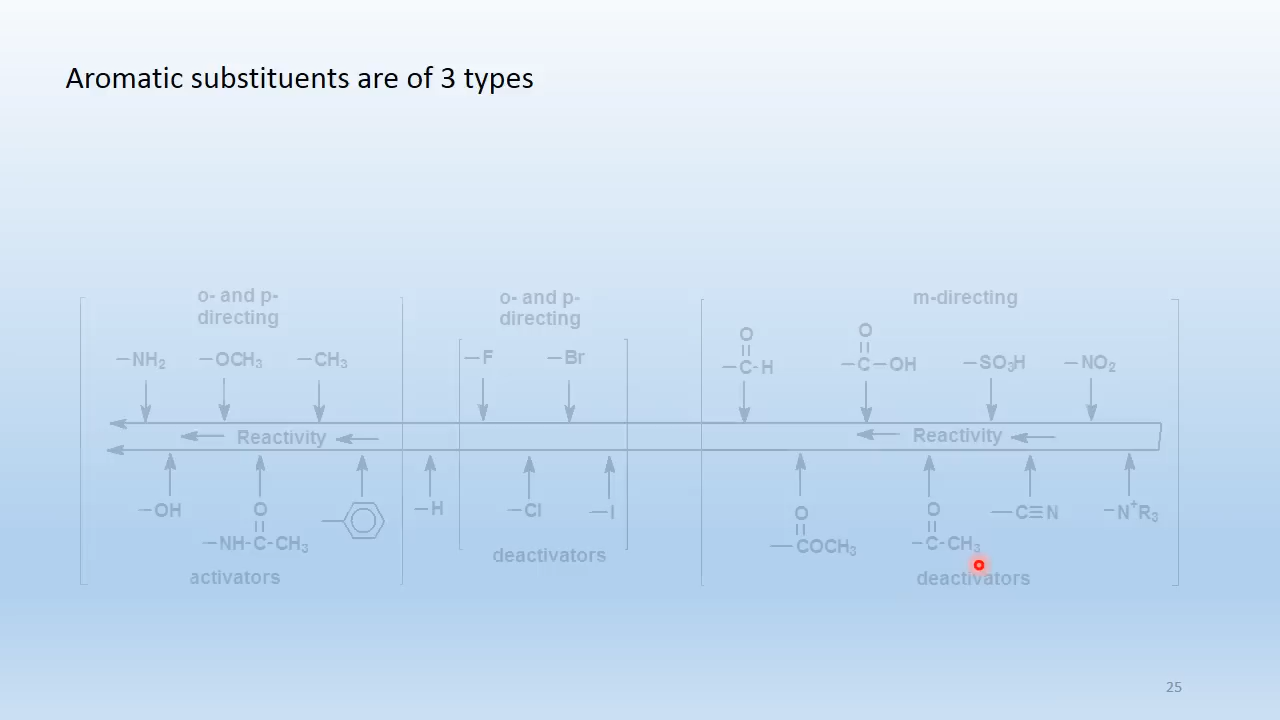 Aromatic substituents are of 3 types
o- and p-
directing
o- and p-
directing
m-directing
O
O
–NH₂ –OCH₃ –CH₃ –F –Br –C-H –C–OH –SO₃H –NO₂
Reactivity
Reactivity
–OH O –H –Cl –I O O –C≡N –N⁺R₃
–NH-C-CH₃ –COCH₃ –C-CH₃
deactivators
activators
deactivators
25